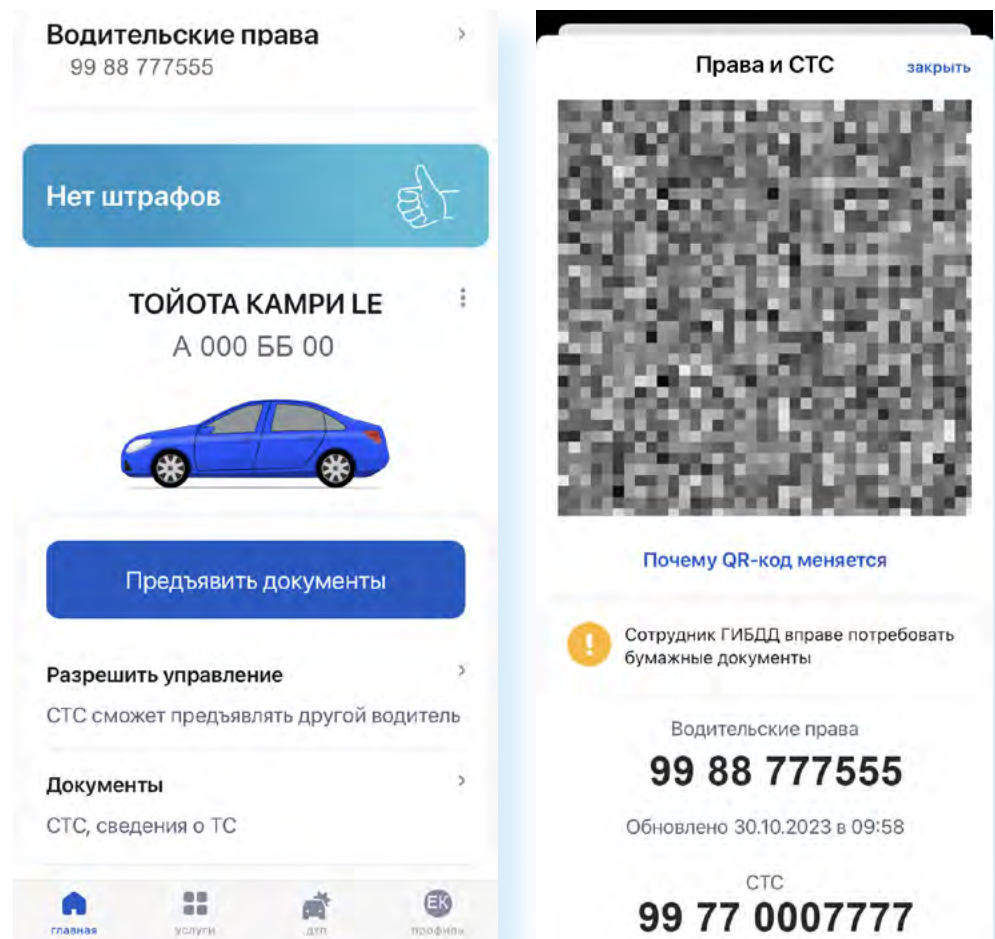 Водительские права
99 88 777555
Нет штрафов
ТОЙОТА КАМРИ LE
А 000 ББ 00
Предъявить документы
Разрешить управление
СТС сможет предъявлять другой водитель
Документы
СТС, сведения о ТС
главная
услуги
дтп
ЕК
профиль
Права и СТС
закрыть
Почему QR-код меняется
Сотрудник ГИБДД вправе потребовать
бумажные документы
Водительские права
99 88 777555
Обновлено 30.10.2023 в 09:58
СТС
99 77 0007777